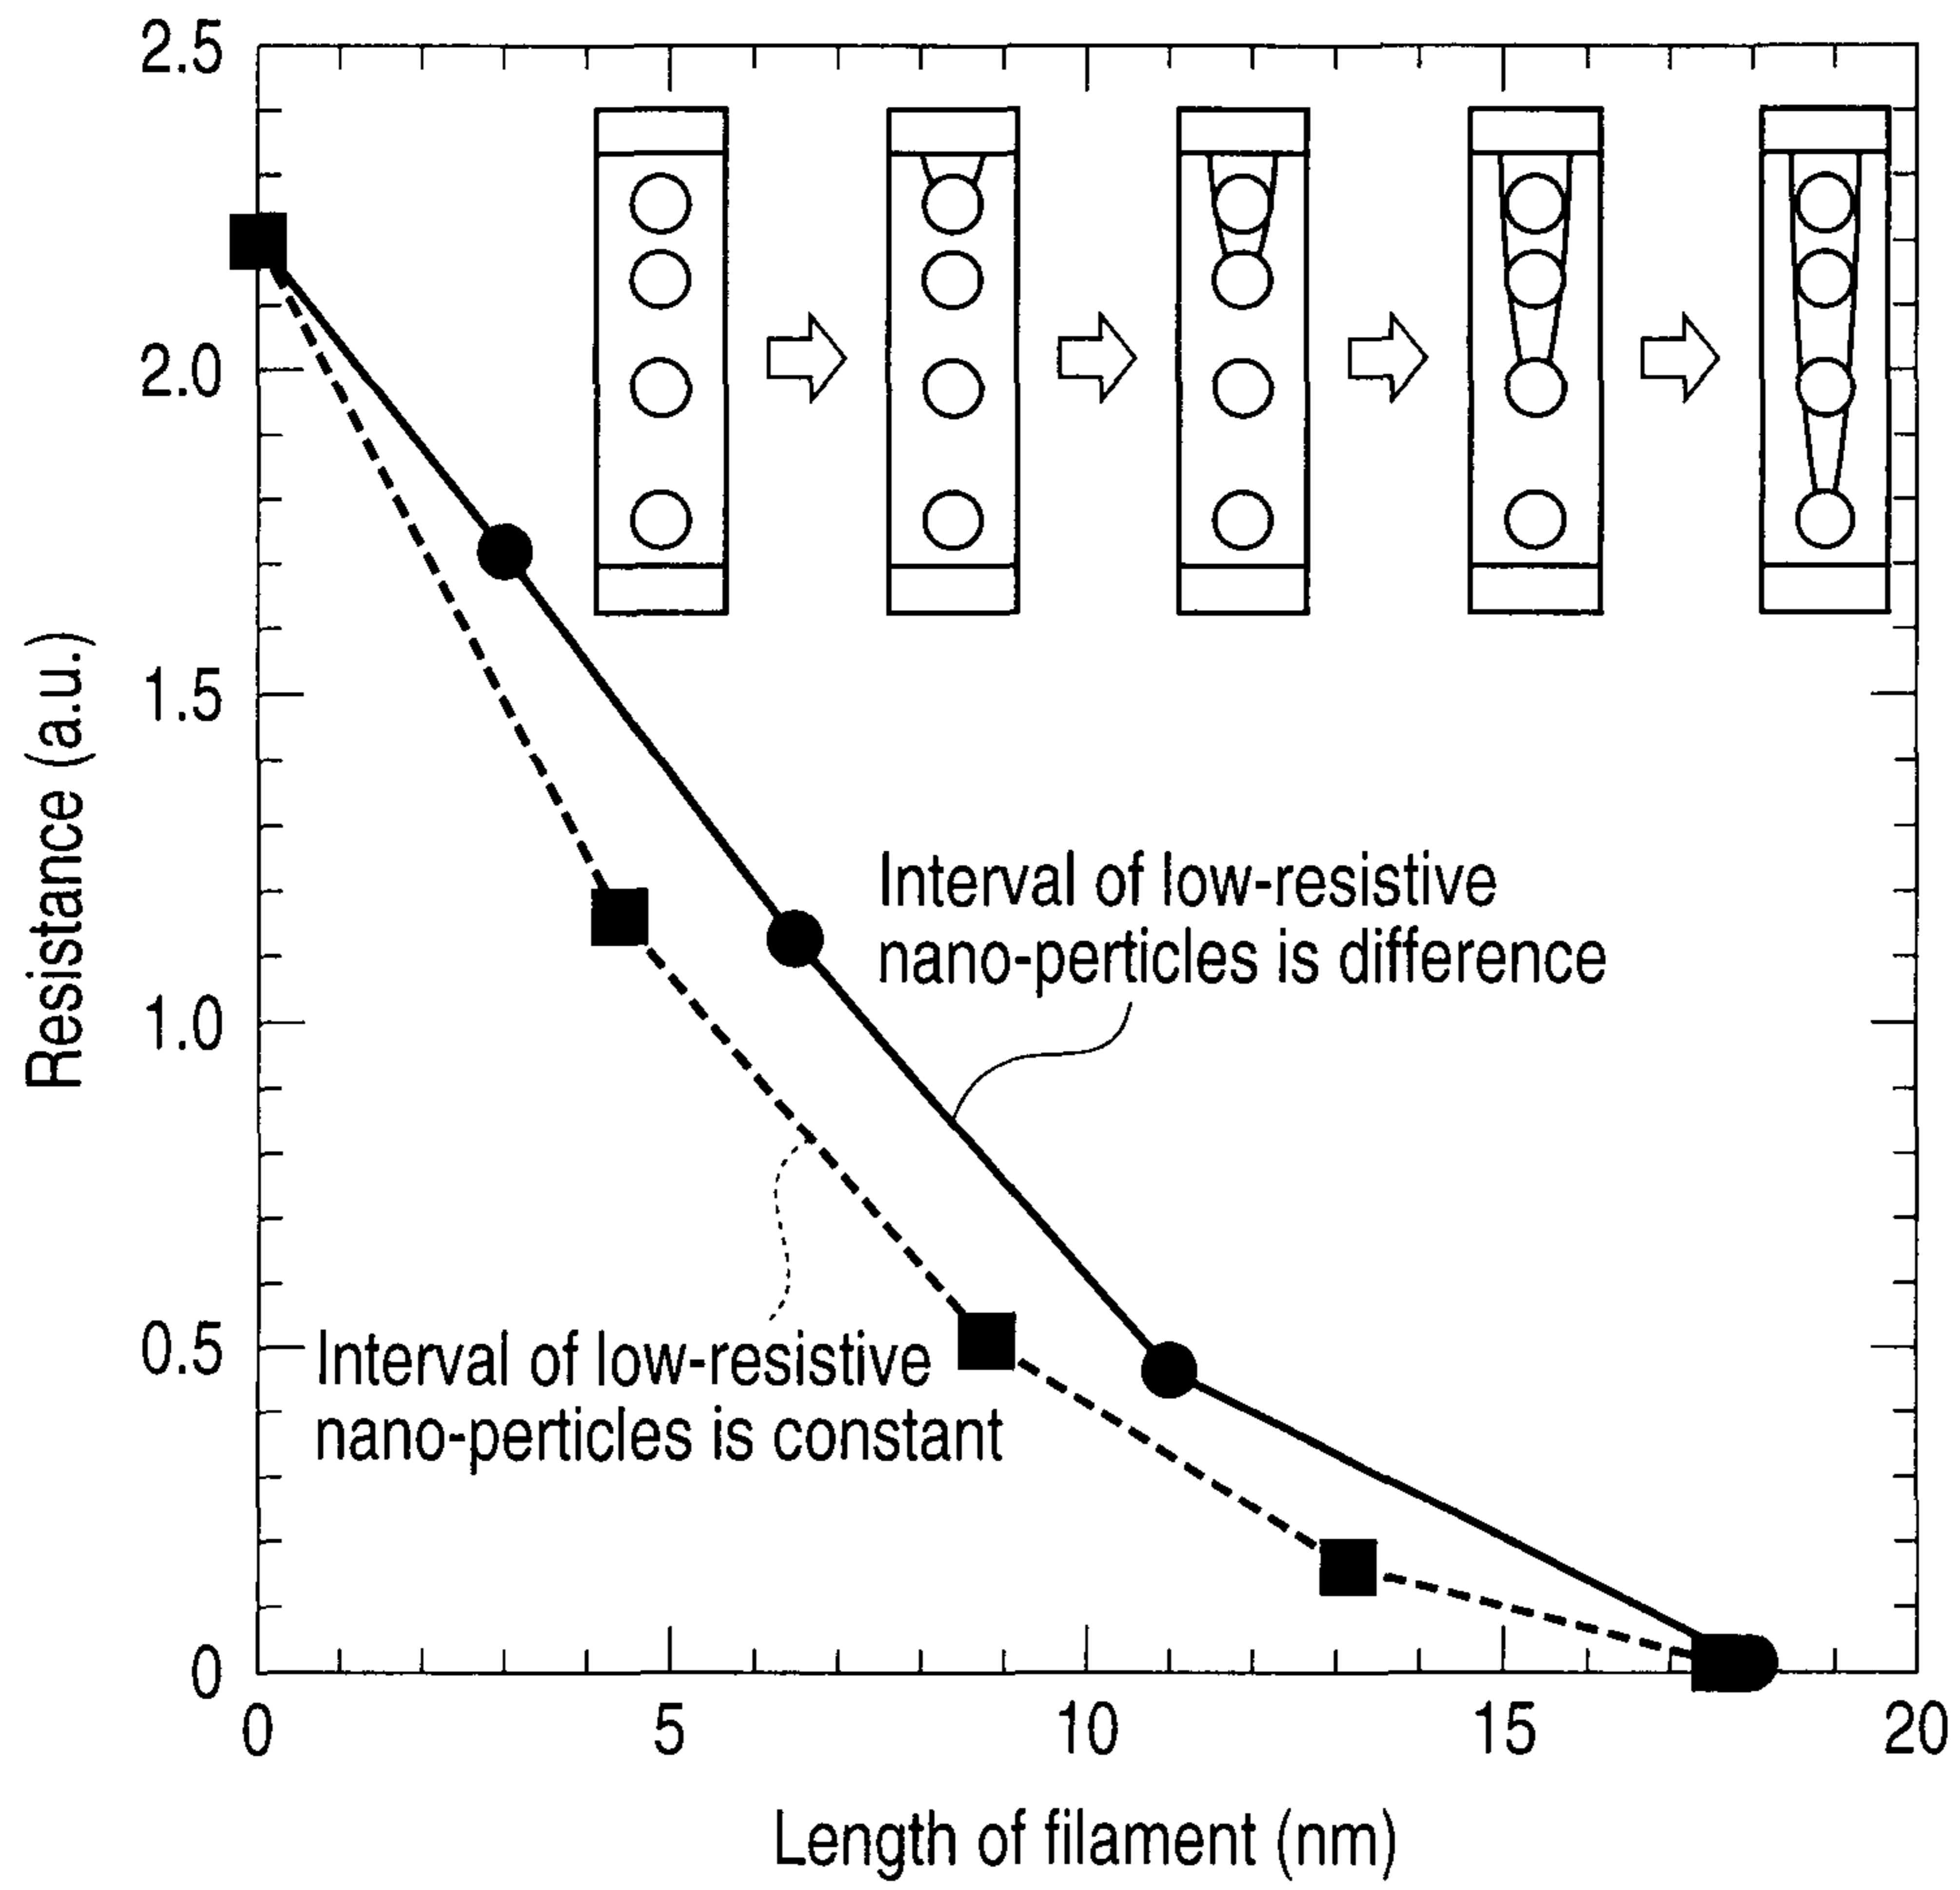 2.5
2.0
1.5
1.0
0.5
0
Resistance (a.u.)
Interval of low-resistive
nano-perticles is difference
Interval of low-resistive
nano-perticles is constant
0
5
10
15
20
Length of filament (nm)